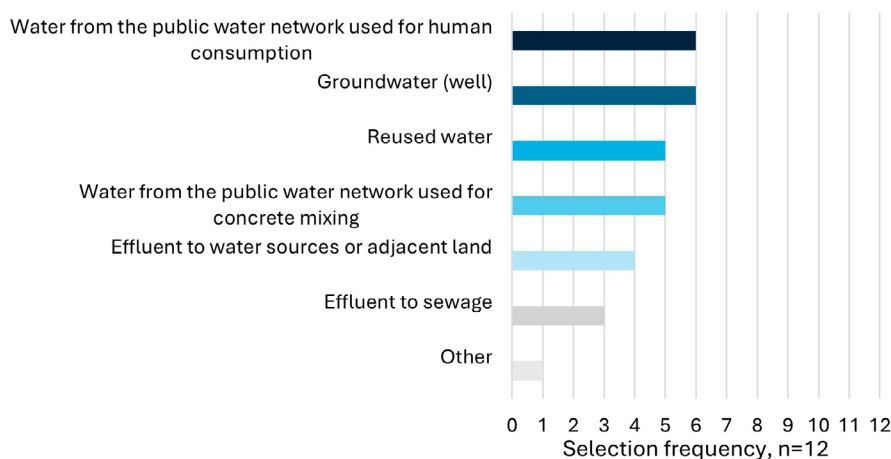 Water from the public water network used for human
consumption
Groundwater (well)
Reused water
Water from the public water network used for
concrete mixing
Effluent to water sources or adjacent land
Effluent to sewage
Other
0 1 2 3 4 5 6 7 8 9 10 11 12
Selection frequency, n=12